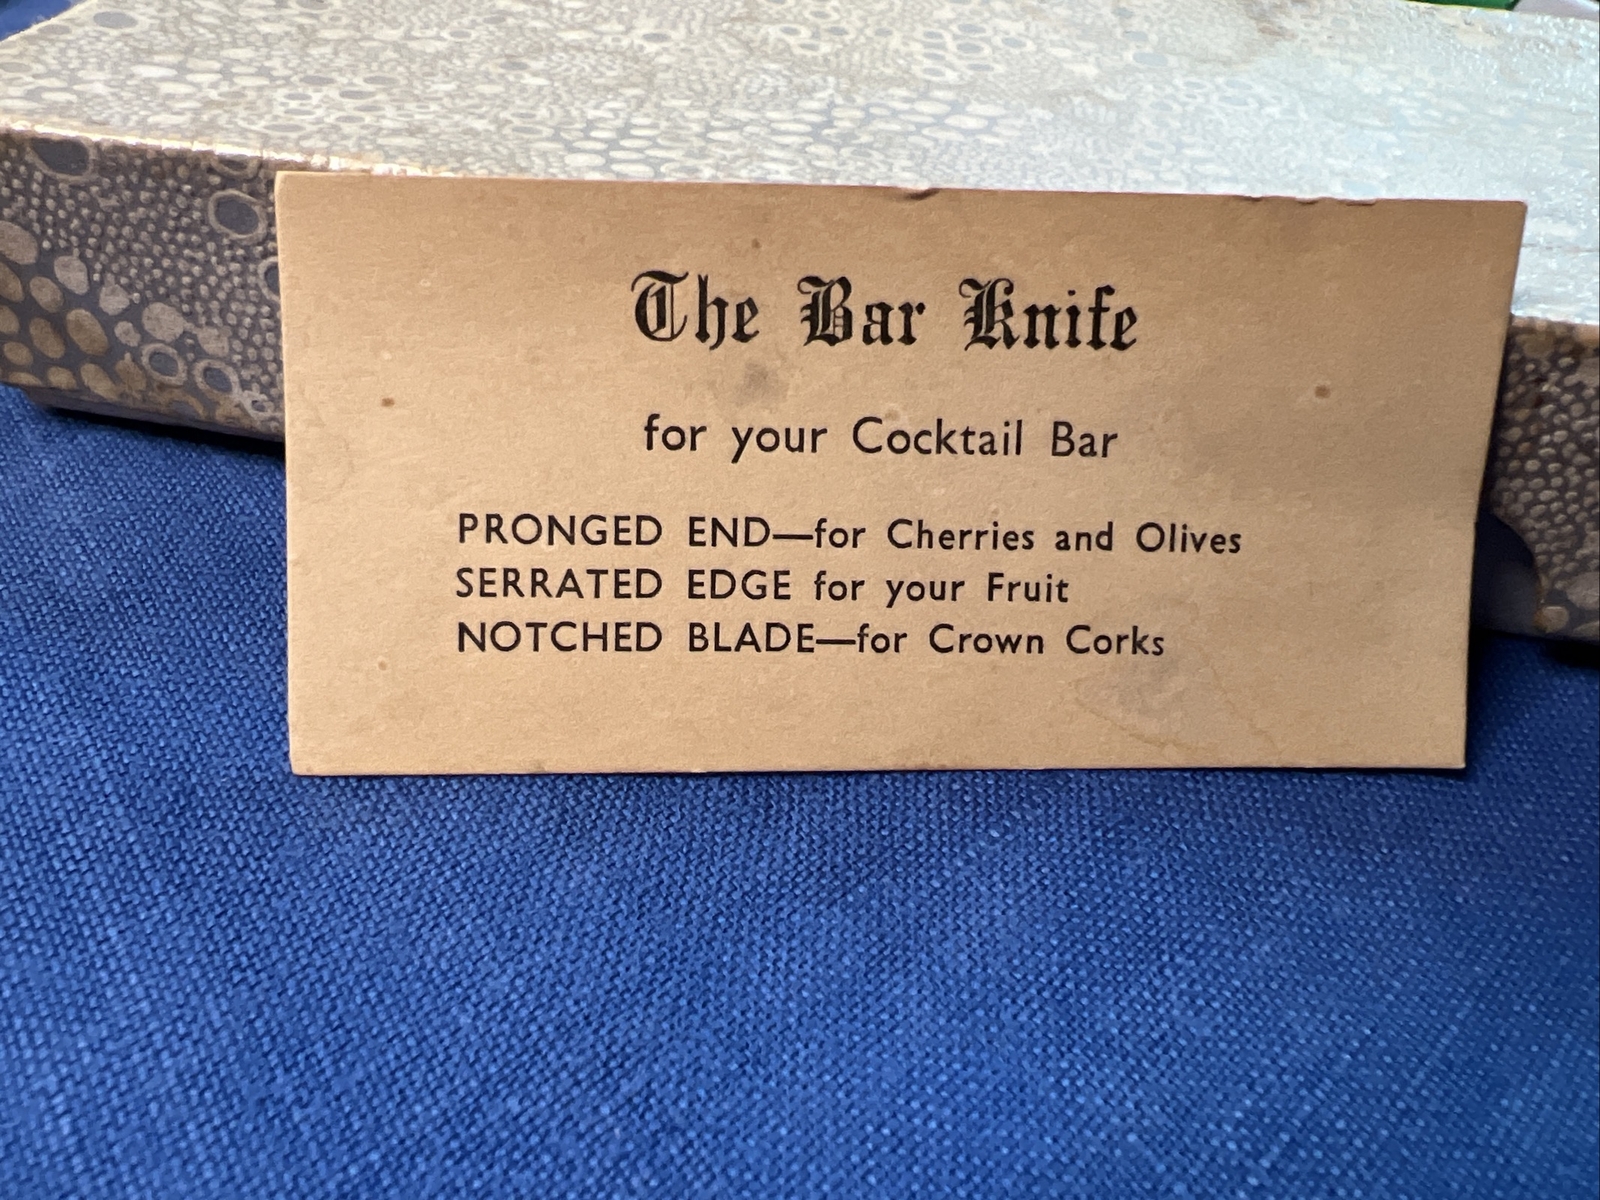 The Bar Knife
for your Cocktail Bar
PRONGED END—for Cherries and Olives
SERRATED EDGE for your Fruit
NOTCHED BLADE—for Crown Corks